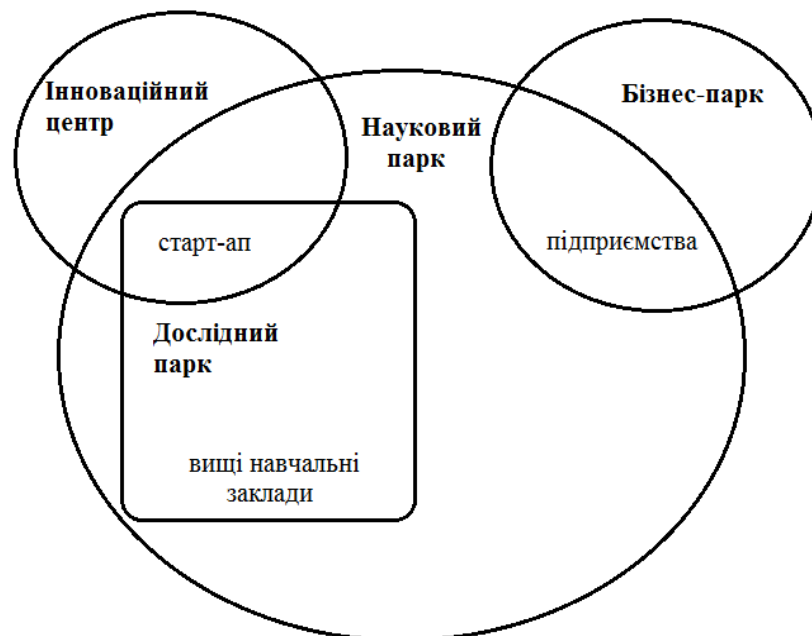 Інноваційний
центр
Науковий
парк
Бізнес-парк
старт-ап
підприємства
Дослідний
парк
вищі навчальні
заклади